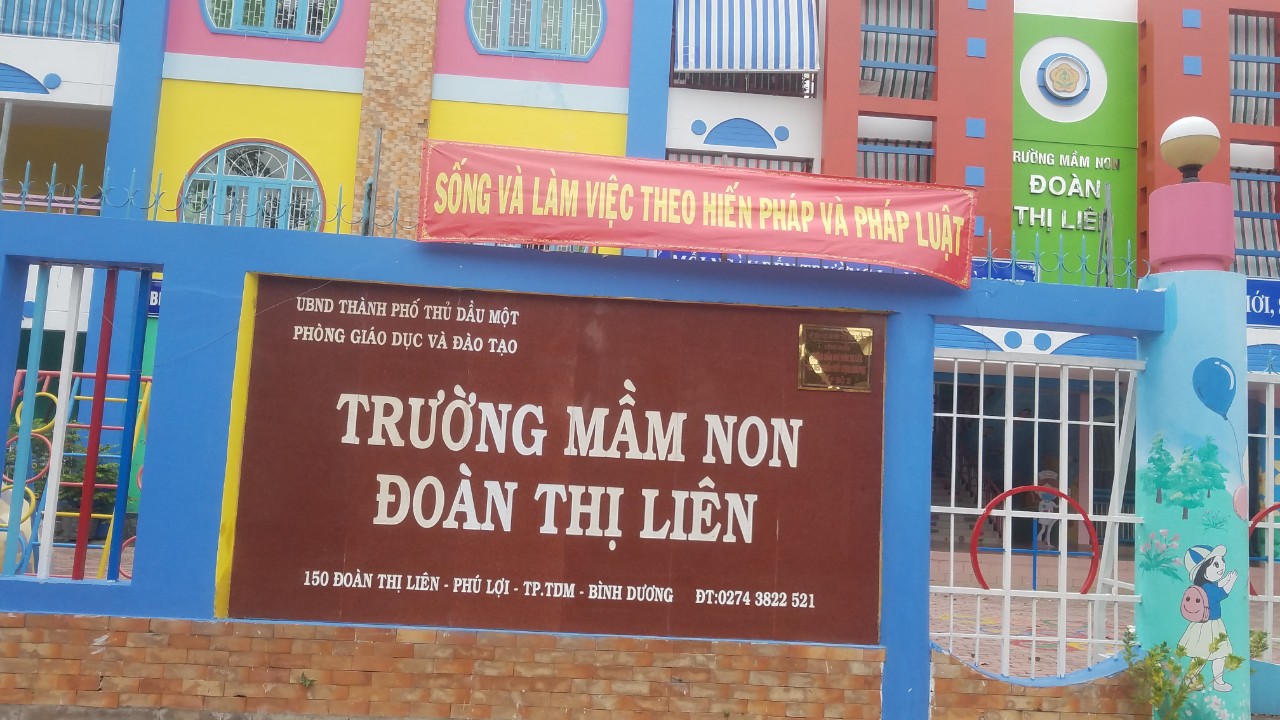 SỐNG VÀ LÀM VIỆC THEO HIẾN PHÁP VÀ PHÁP LUẬT
TRƯỜNG MẦM NON
ĐOÀN
THỊ LIÊN
UBND THÀNH PHỐ THỦ DẦU MỘT
PHÒNG GIÁO DỤC VÀ ĐÀO TẠO
TRƯỜNG MẦM NON
ĐOÀN THỊ LIÊN
150 ĐOÀN THỊ LIÊN - PHÚ LỢI - TP.TDM - BÌNH DƯƠNG ĐT:0274 3822 521